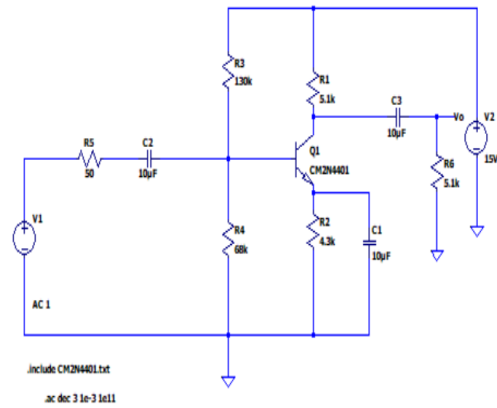 R3
130k
R1
5.1k
C3
10µF
Vo
V2
15V
R5
50
C2
10µF
Q1
CM2N4401
R6
5.1k
V1
R4
68k
R2
4.3k
C1
10µF
AC 1
.include CM2N4401.txt
.ac dec 3 1e-3 1e11